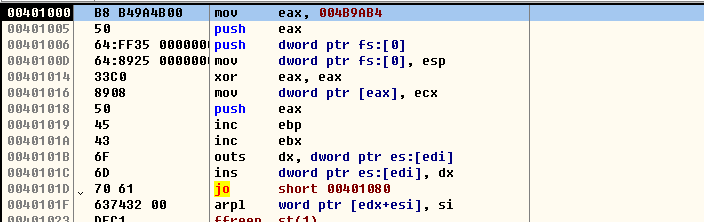 00401000 B8 B49A4B00 mov eax, 004B9AB4
00401005 50 push eax
00401006 64:FF35 0000000 push dword ptr fs:[0]
0040100D 64:8925 0000000 mov dword ptr fs:[0], esp
00401014 33C0 xor eax, eax
00401016 8908 mov dword ptr [eax], ecx
00401018 50 push eax
00401019 45 inc ebp
0040101A 43 inc ebx
0040101B 6F outs dx, dword ptr es:[edi]
0040101C 6D ins dword ptr es:[edi], dx
0040101D 70 61 jo short 00401080
0040101F 637432 00 arpl word ptr [edx+esi], si
00401023 DEC1 ffreep st(1)